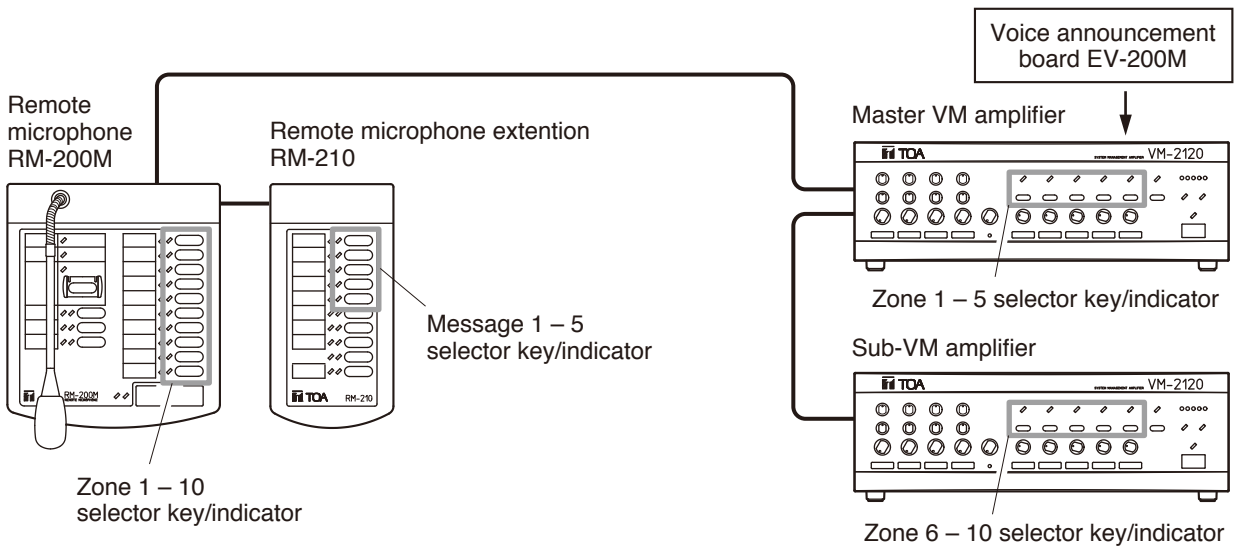 Voice announcement
board EV-200M
Remote
microphone
RM-200M
Remote microphone extention
RM-210
Master VM amplifier
TOA
VM-2120
Zone 1 – 5 selector key/indicator
Message 1 – 5
selector key/indicator
Sub-VM amplifier
TOA
SYSTEM MANAGEMENT AMPLIFIER
VM-2120
TOA
RM-200M
TOA
RM-210
Zone 1 – 10
selector key/indicator
Zone 6 – 10 selector key/indicator